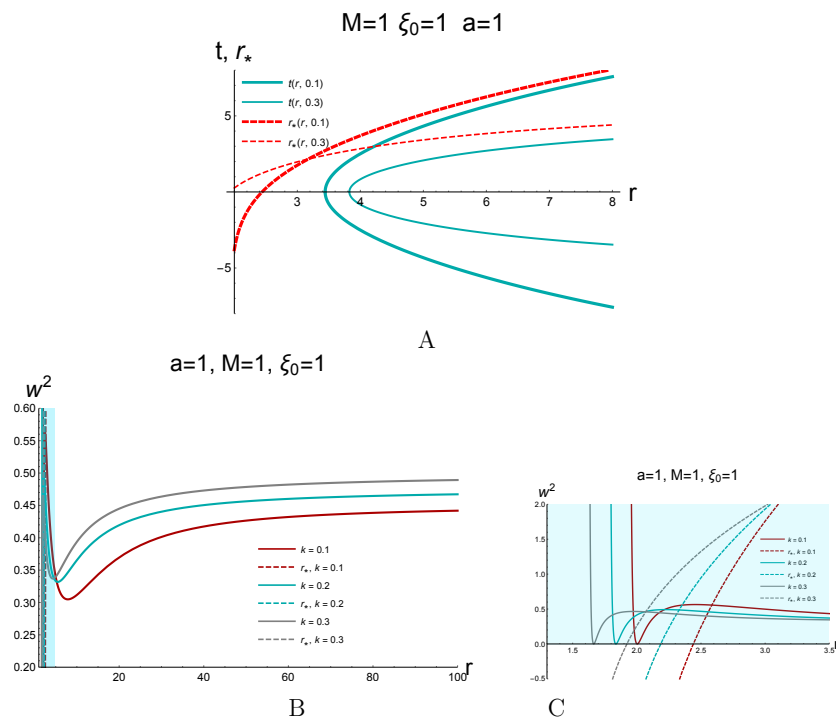 M=1 ξ₀=1 a=1
t, r*
t(r, 0.1)
t(r, 0.3)
r*(r, 0.1)
r*(r, 0.3)
5
-5
3 4 5 6 7 8
r
A
a=1, M=1, ξ₀=1
w²
0.60
0.55
0.50
0.45
0.40
0.35
0.30
0.25
0.20
k = 0.1
r*, k = 0.1
k = 0.2
r*, k = 0.2
k = 0.3
r*, k = 0.3
20 40 60 80 100
r
B
a=1, M=1, ξ₀=1
w²
2.0
1.5
1.0
0.5
0.0
-0.5
k = 0.1
r*, k = 0.1
k = 0.2
r*, k = 0.2
k = 0.3
r*, k = 0.3
1.5 2.0 2.5 3.0 3.5
C